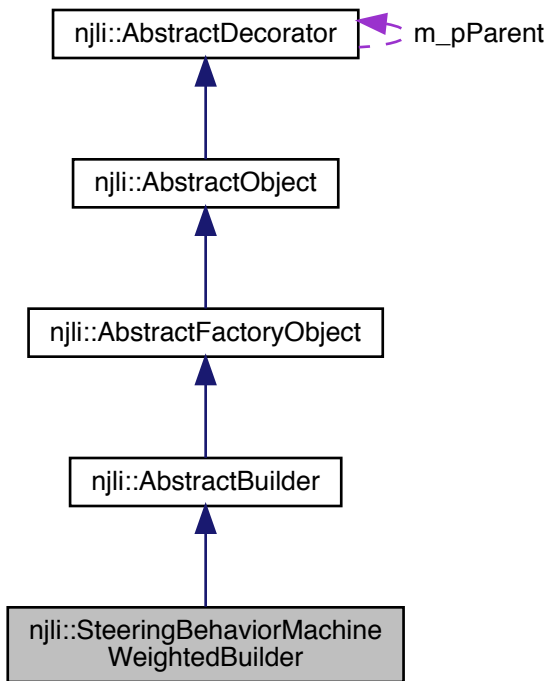 njli::AbstractDecorator
m_pParent
njli::AbstractObject
njli::AbstractFactoryObject
njli::AbstractBuilder
njli::SteeringBehaviorMachine
WeightedBuilder